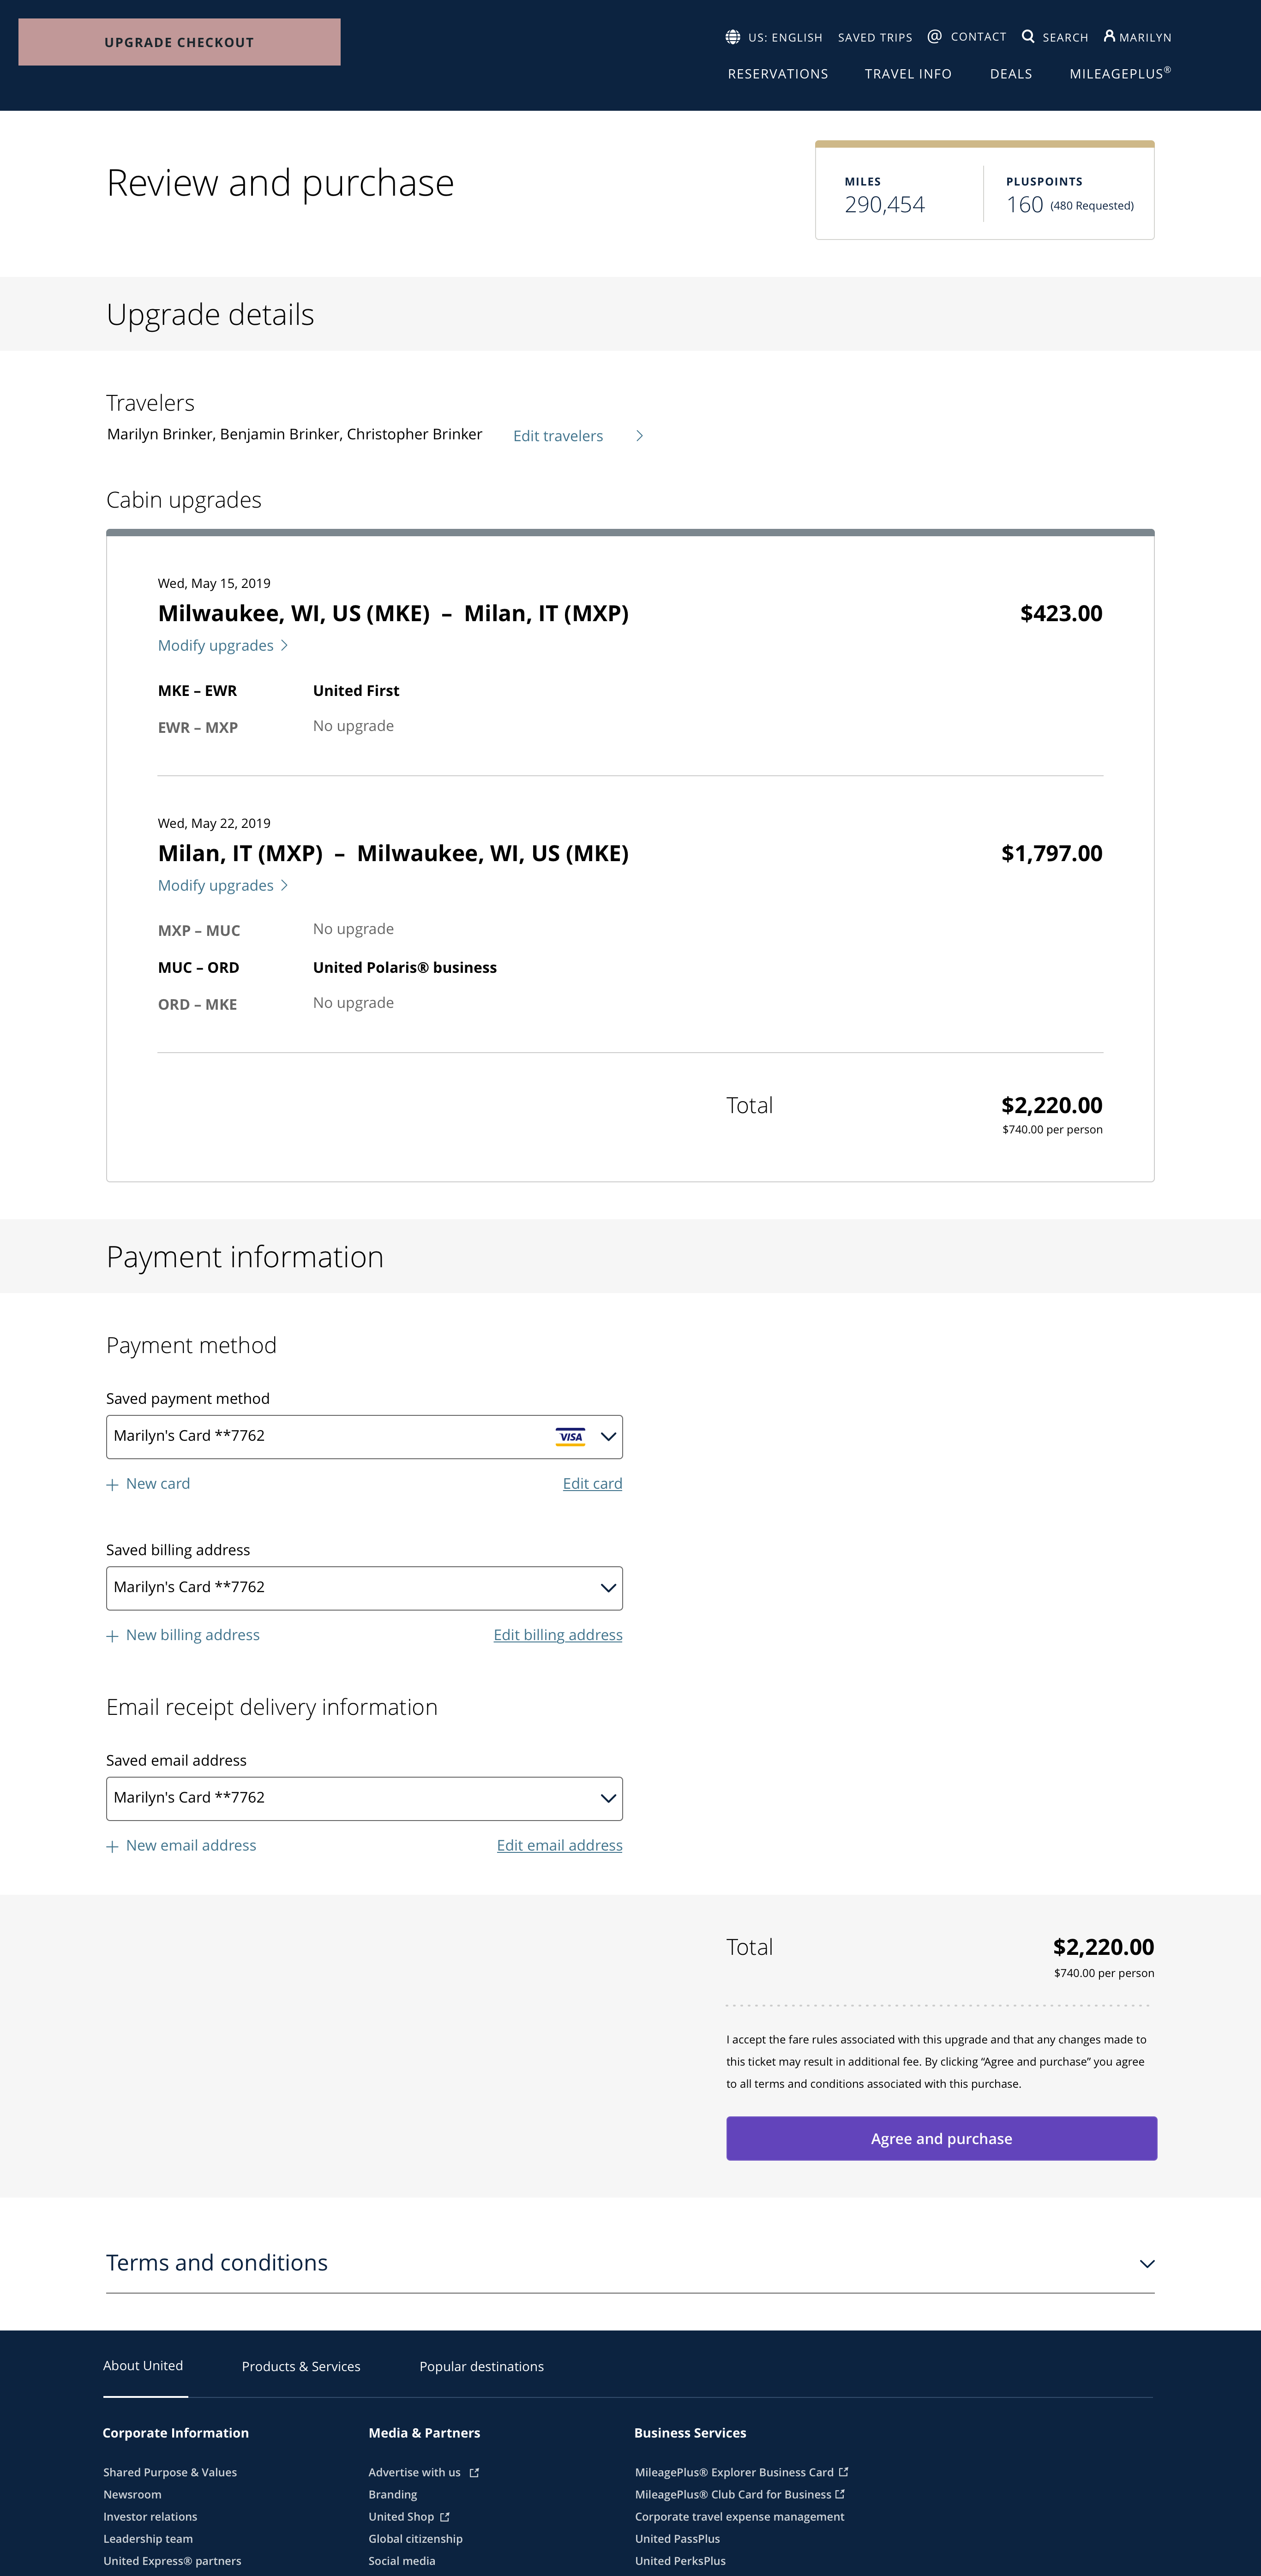 UPGRADE CHECKOUT
US: ENGLISH SAVED TRIPS @ CONTACT SEARCH MARILYN
RESERVATIONS TRAVEL INFO DEALS MILEAGEPLUS®
Review and purchase
MILES
290,454
PLUSPOINTS
160 (480 Requested)
Upgrade details
Travelers
Marilyn Brinker, Benjamin Brinker, Christopher Brinker Edit travelers
Cabin upgrades
Wed, May 15, 2019
Milwaukee, WI, US (MKE) – Milan, IT (MXP) $423.00
Modify upgrades
MKE – EWR United First
EWR – MXP No upgrade
Wed, May 22, 2019
Milan, IT (MXP) – Milwaukee, WI, US (MKE) $1,797.00
Modify upgrades
MXP – MUC No upgrade
MUC – ORD United Polaris® business
ORD – MKE No upgrade
Total $2,220.00
$740.00 per person
Payment information
Payment method
Saved payment method
Marilyn's Card **7762 VISA
+ New card Edit card
Saved billing address
Marilyn's Card **7762
+ New billing address Edit billing address
Email receipt delivery information
Saved email address
Marilyn's Card **7762
+ New email address Edit email address
Total $2,220.00
$740.00 per person
I accept the fare rules associated with this upgrade and that any changes made to
this ticket may result in additional fee. By clicking “Agree and purchase” you agree
to all terms and conditions associated with this purchase.
Agree and purchase
Terms and conditions
About United Products & Services Popular destinations
Corporate Information
Shared Purpose & Values
Newsroom
Investor relations
Leadership team
United Express® partners
Media & Partners
Advertise with us
Branding
United Shop
Global citizenship
Social media
Business Services
MileagePlus® Explorer Business Card
MileagePlus® Club Card for Business
Corporate travel expense management
United PassPlus
United PerksPlus